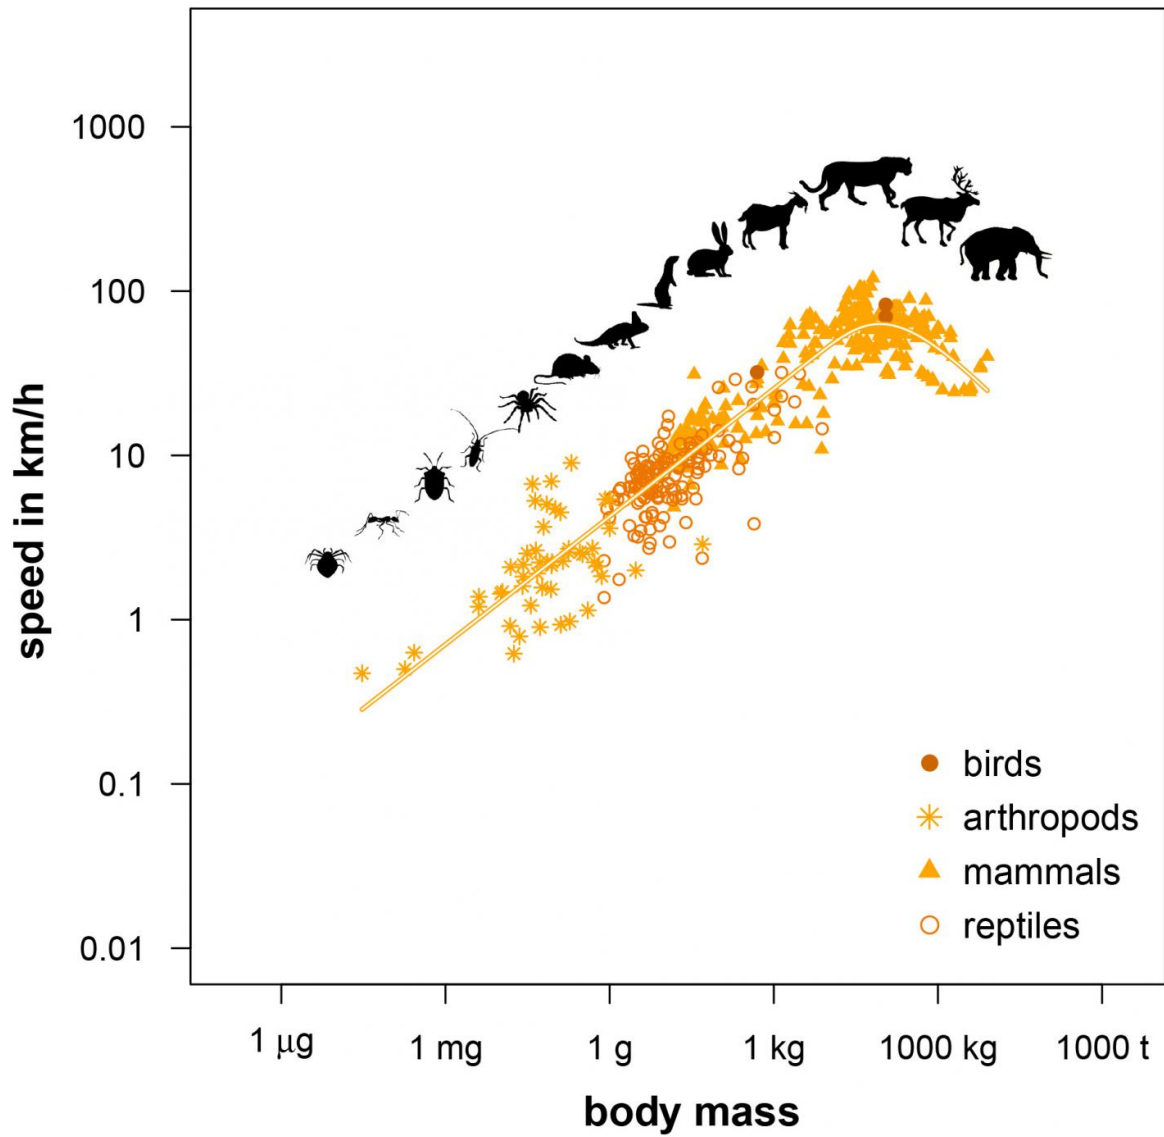 speed in km/h
1000
100
10
1
0.1
0.01
birds
arthropods
mammals
reptiles
1 μg
1 mg
1 g
1 kg
1000 kg
1000 t
body mass